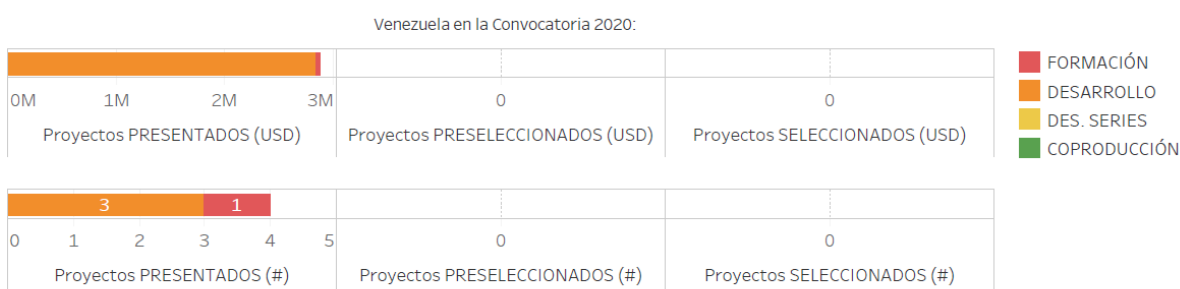 Venezuela en la Convocatoria 2020:
0M 1M 2M 3M 0 0
Proyectos PRESENTADOS (USD) Proyectos PRESELECCIONADOS (USD) Proyectos SELECCIONADOS (USD)
FORMACIÓN
DESARROLLO
DES. SERIES
COPRODUCCIÓN
3 1
0 1 2 3 4 5 0 0
Proyectos PRESENTADOS (#) Proyectos PRESELECCIONADOS (#) Proyectos SELECCIONADOS (#)